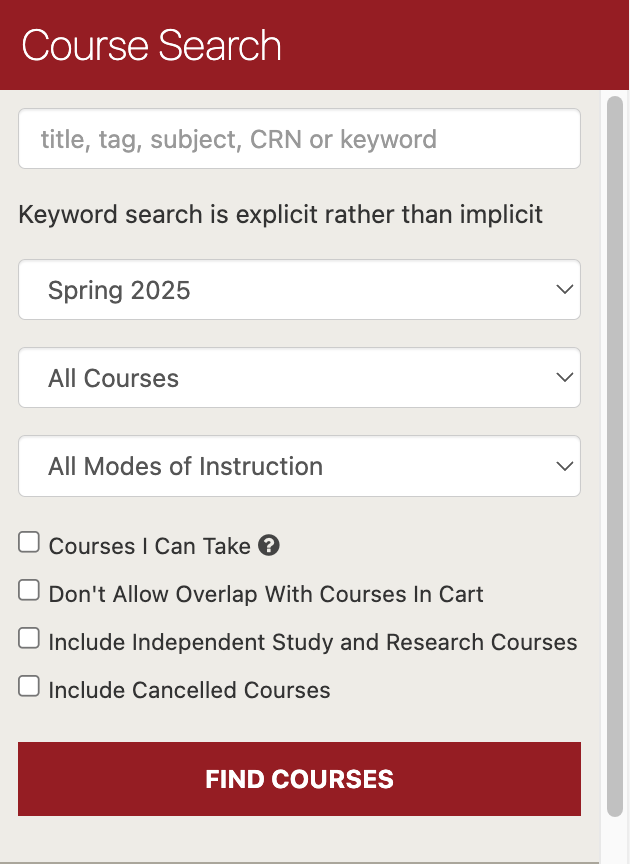 Course Search
title, tag, subject, CRN or keyword
Keyword search is explicit rather than implicit
Spring 2025
All Courses
All Modes of Instruction
Courses I Can Take ?
Don't Allow Overlap With Courses In Cart
Include Independent Study and Research Courses
Include Cancelled Courses
FIND COURSES